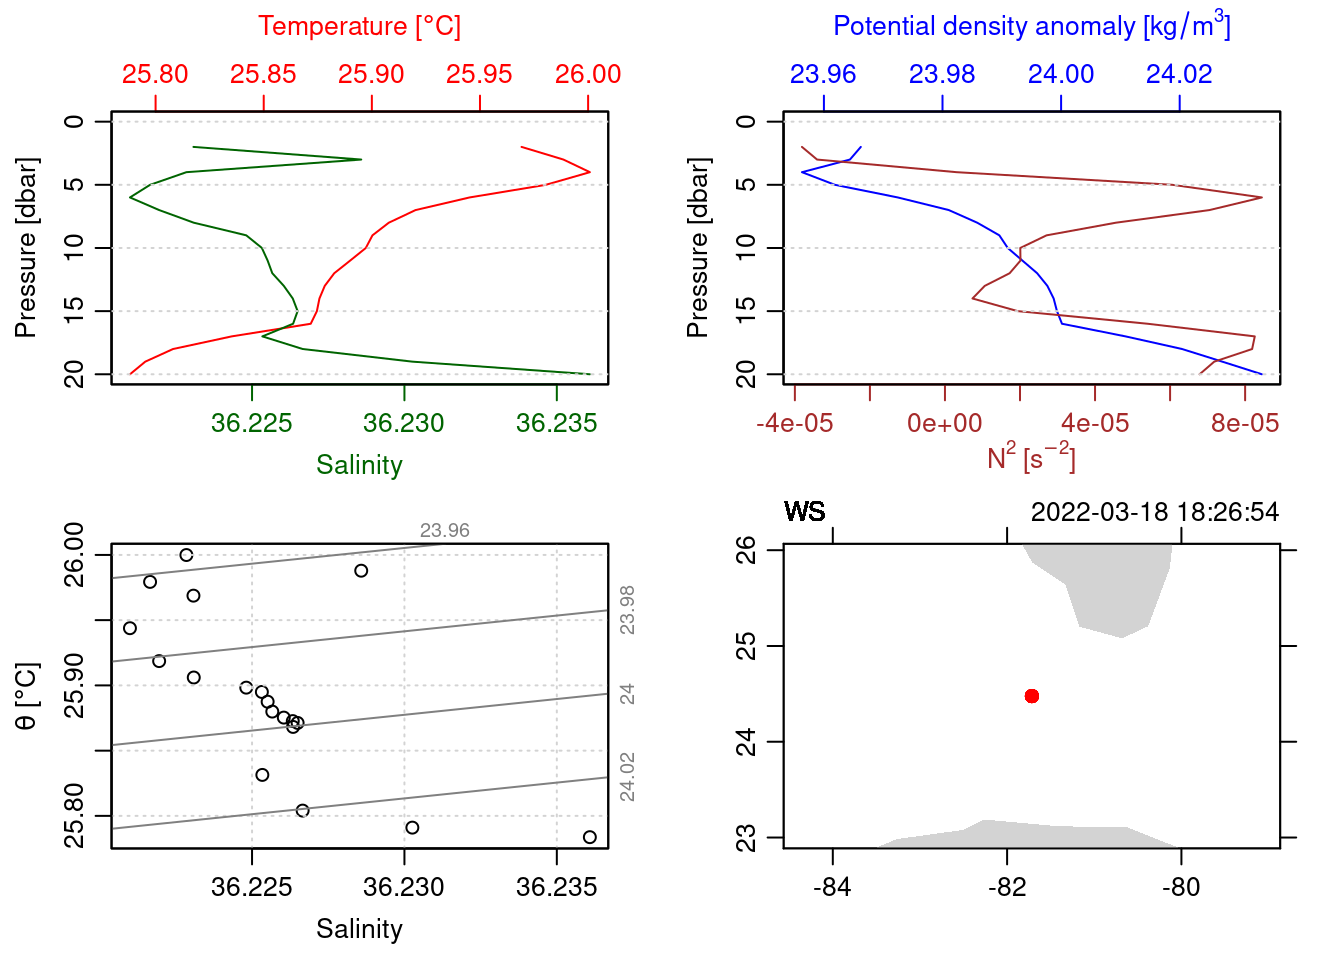 Temperature [°C]
25.80 25.85 25.90 25.95 26.00
Pressure [dbar]
0
5
10
15
20
36.225 36.230 36.235
Salinity
Potential density anomaly [kg/m³]
23.96 23.98 24.00 24.02
Pressure [dbar]
0
5
10
15
20
-4e-05 0e+00 4e-05 8e-05
N² [s⁻²]
23.96
23.98
24
24.02
θ [°C]
26.00
25.90
25.80
36.225 36.230 36.235
Salinity
WS 2022-03-18 18:26:54
26
25
24
23
-84 -82 -80